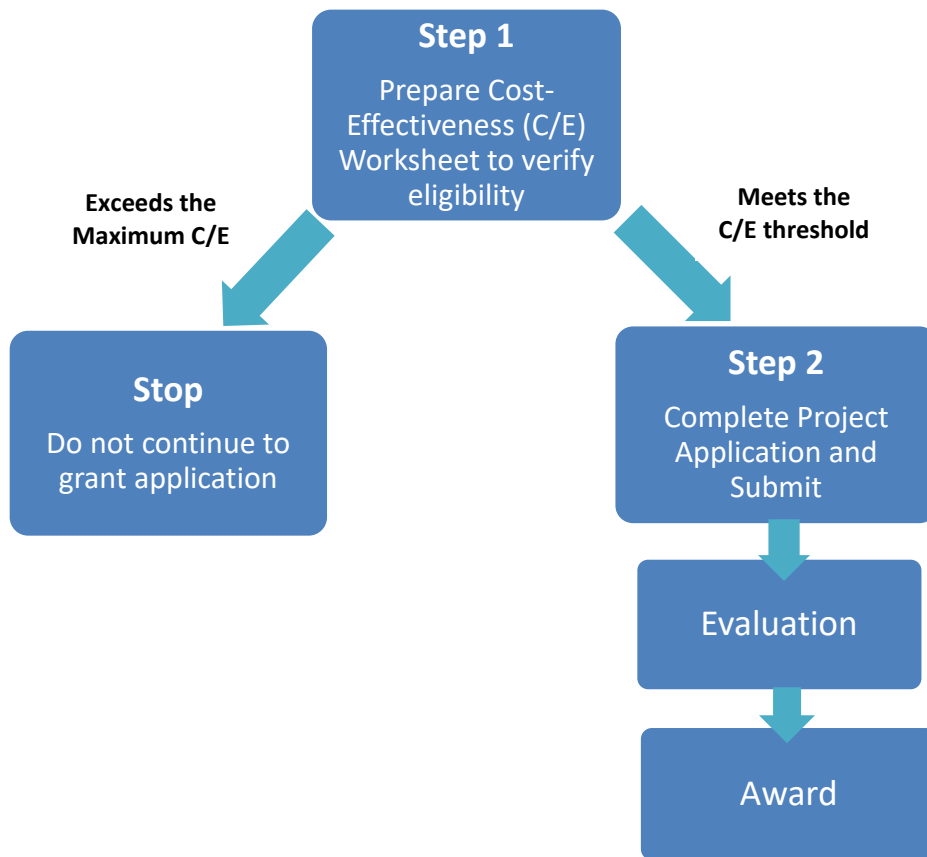 Step 1
Prepare Cost-
Effectiveness (C/E)
Worksheet to verify
eligibility
Exceeds the
Maximum C/E
Meets the
C/E threshold
Stop
Do not continue to
grant application
Step 2
Complete Project
Application and
Submit
Evaluation
Award